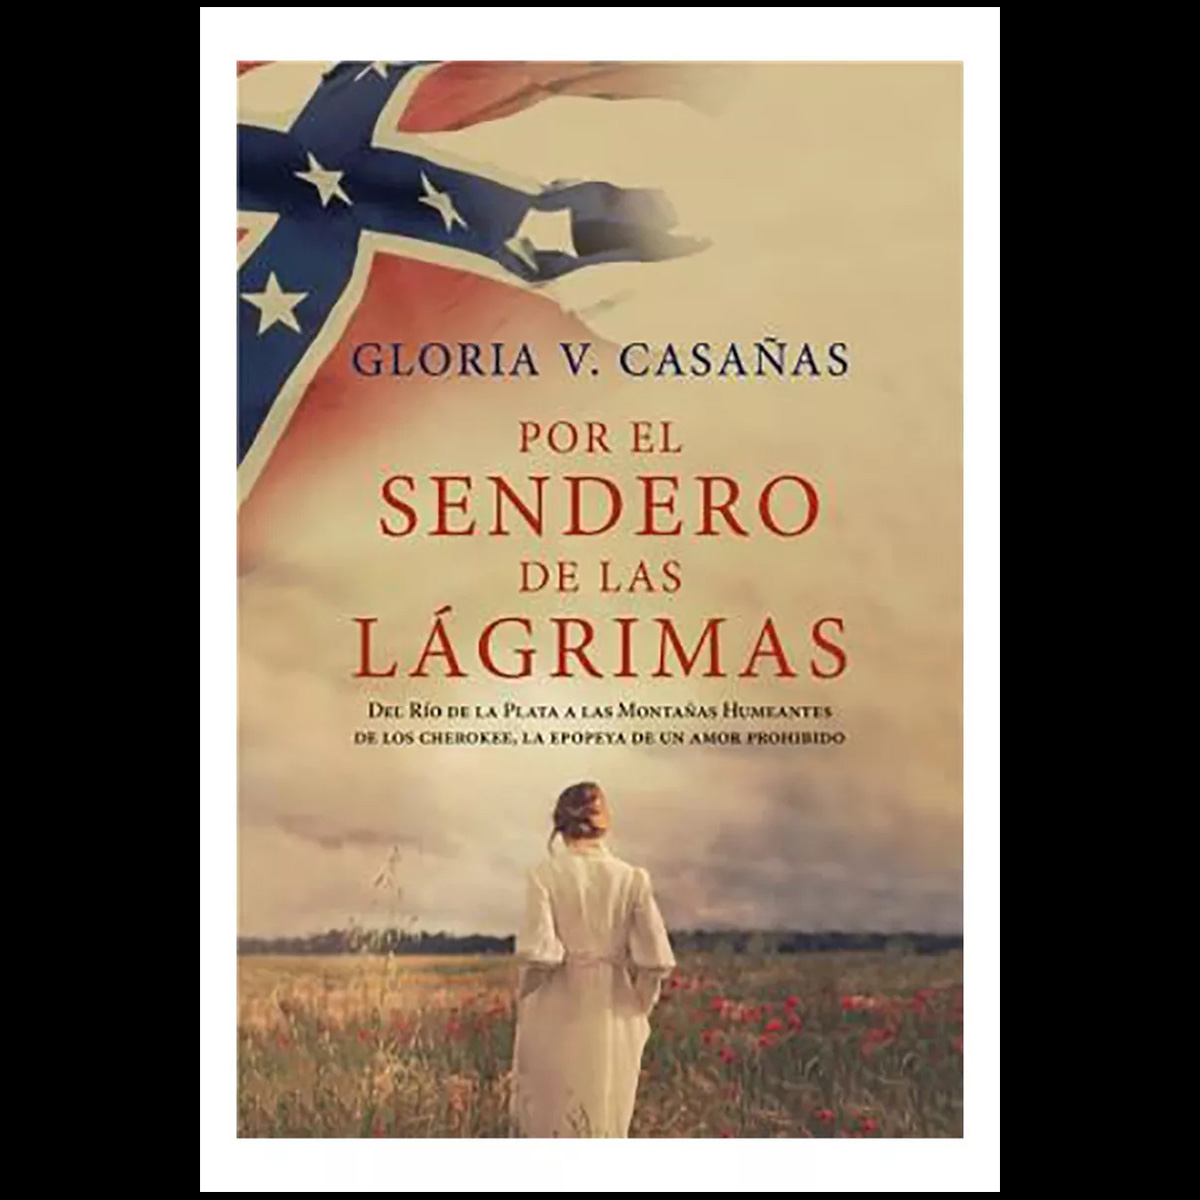 GLORIA V. CASAÑAS
POR EL
SENDERO
DE LAS
LÁGRIMAS
DEL RÍO DE LA PLATA A LAS MONTAÑAS HUMEANTES
DE LOS CHEROKEE, LA EPOPEYA DE UN AMOR PROHIBIDO